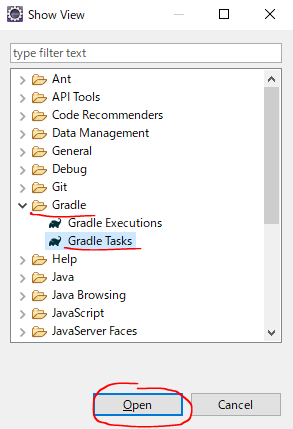 Show View
type filter text
Ant
API Tools
Code Recommenders
Data Management
General
Debug
Git
Gradle
Gradle Executions
Gradle Tasks
Help
Java
Java Browsing
JavaScript
JavaServer Faces
Open
Cancel